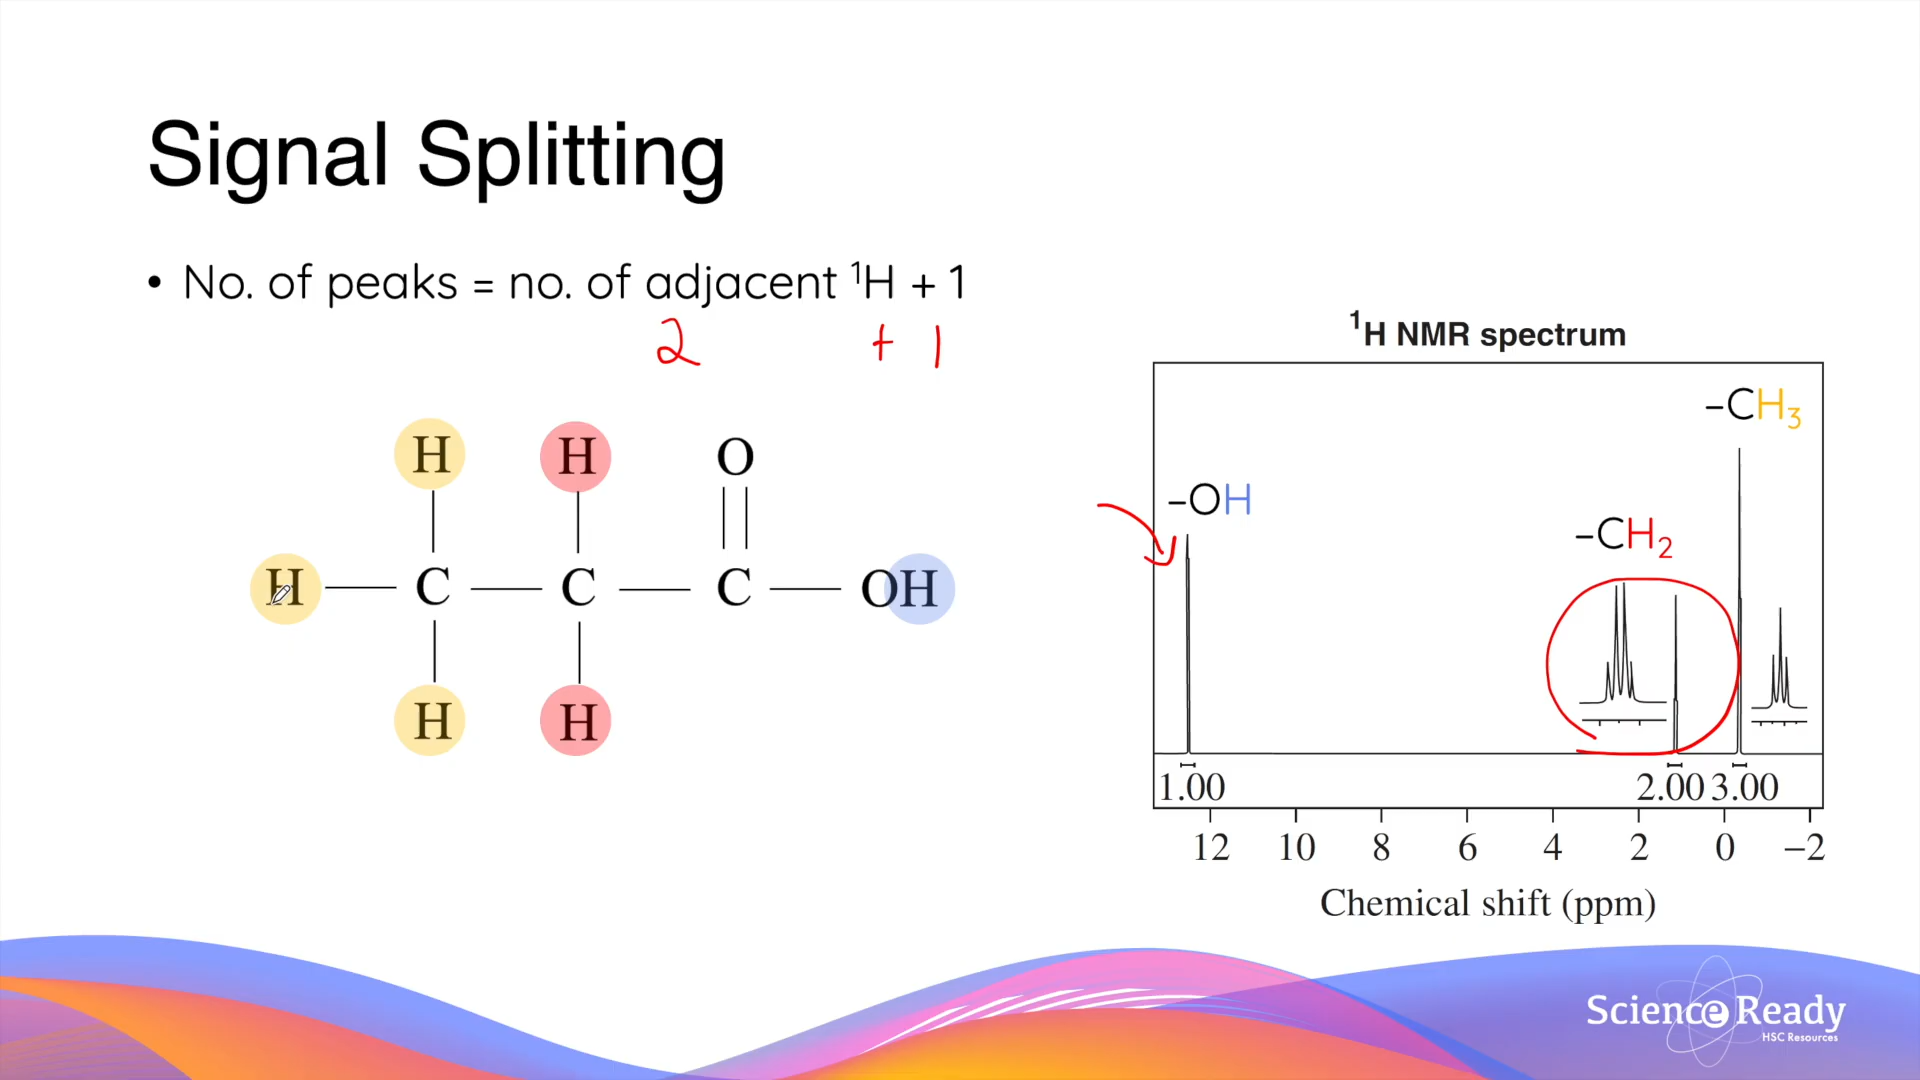 Signal Splitting
• No. of peaks = no. of adjacent ¹H + 1
2 + 1
H H O
H C C C OH
H H
¹H NMR spectrum
–CH₃
–OH
–CH₂
1.00 2.00 3.00
12 10 8 6 4 2 0 –2
Chemical shift (ppm)
Science Ready
HSC Resources